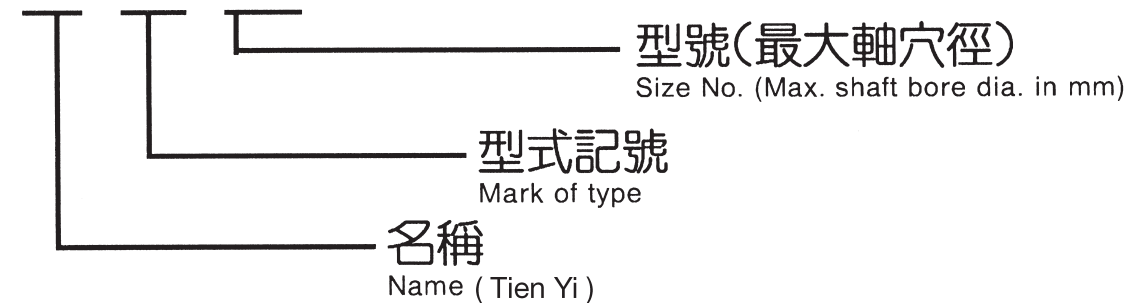 型號(最大軸穴徑)
Size No. (Max. shaft bore dia. in mm)
型式記號
Mark of type
名稱
Name (Tien Yi)